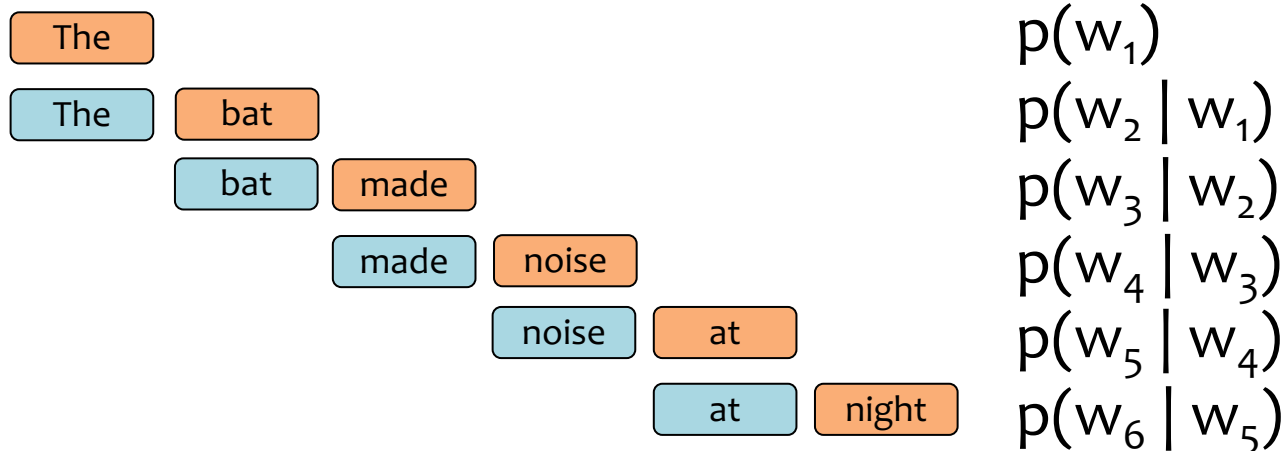 The p(w₁)
The bat p(w₂ | w₁)
bat made p(w₃ | w₂)
made noise p(w₄ | w₃)
noise at p(w₅ | w₄)
at night p(w₆ | w₅)